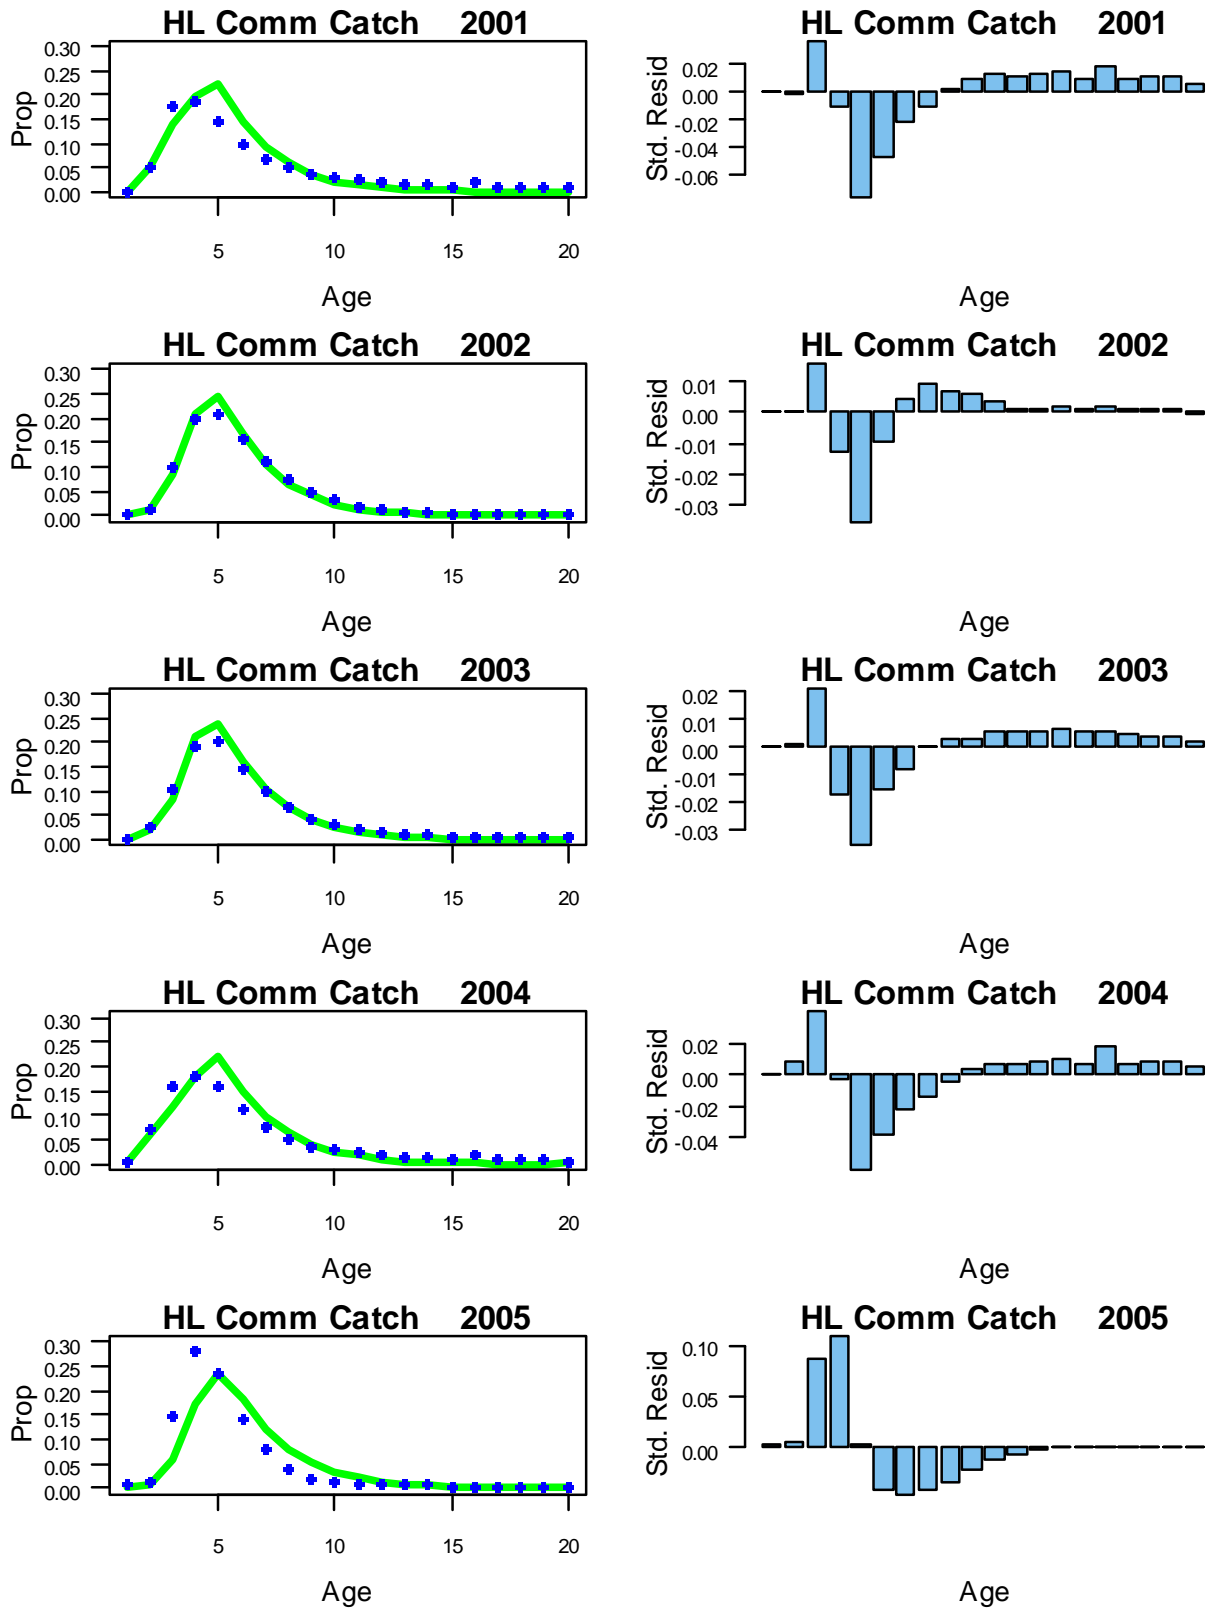 HL Comm Catch 2001
Prop
0.30
0.25
0.20
0.15
0.10
0.05
0.00
5 10 15 20
Age
HL Comm Catch 2001
Std. Resid
0.02
0.00
-0.02
-0.04
-0.06
Age
HL Comm Catch 2002
Prop
0.30
0.25
0.20
0.15
0.10
0.05
0.00
5 10 15 20
Age
HL Comm Catch 2002
Std. Resid
0.01
0.00
-0.01
-0.02
-0.03
Age
HL Comm Catch 2003
Prop
0.30
0.25
0.20
0.15
0.10
0.05
0.00
5 10 15 20
Age
HL Comm Catch 2003
Std. Resid
0.02
0.01
0.00
-0.01
-0.02
-0.03
Age
HL Comm Catch 2004
Prop
0.30
0.25
0.20
0.15
0.10
0.05
0.00
5 10 15 20
Age
HL Comm Catch 2004
Std. Resid
0.02
0.00
-0.02
-0.04
Age
HL Comm Catch 2005
Prop
0.30
0.25
0.20
0.15
0.10
0.05
0.00
5 10 15 20
Age
HL Comm Catch 2005
Std. Resid
0.10
0.05
0.00
Age